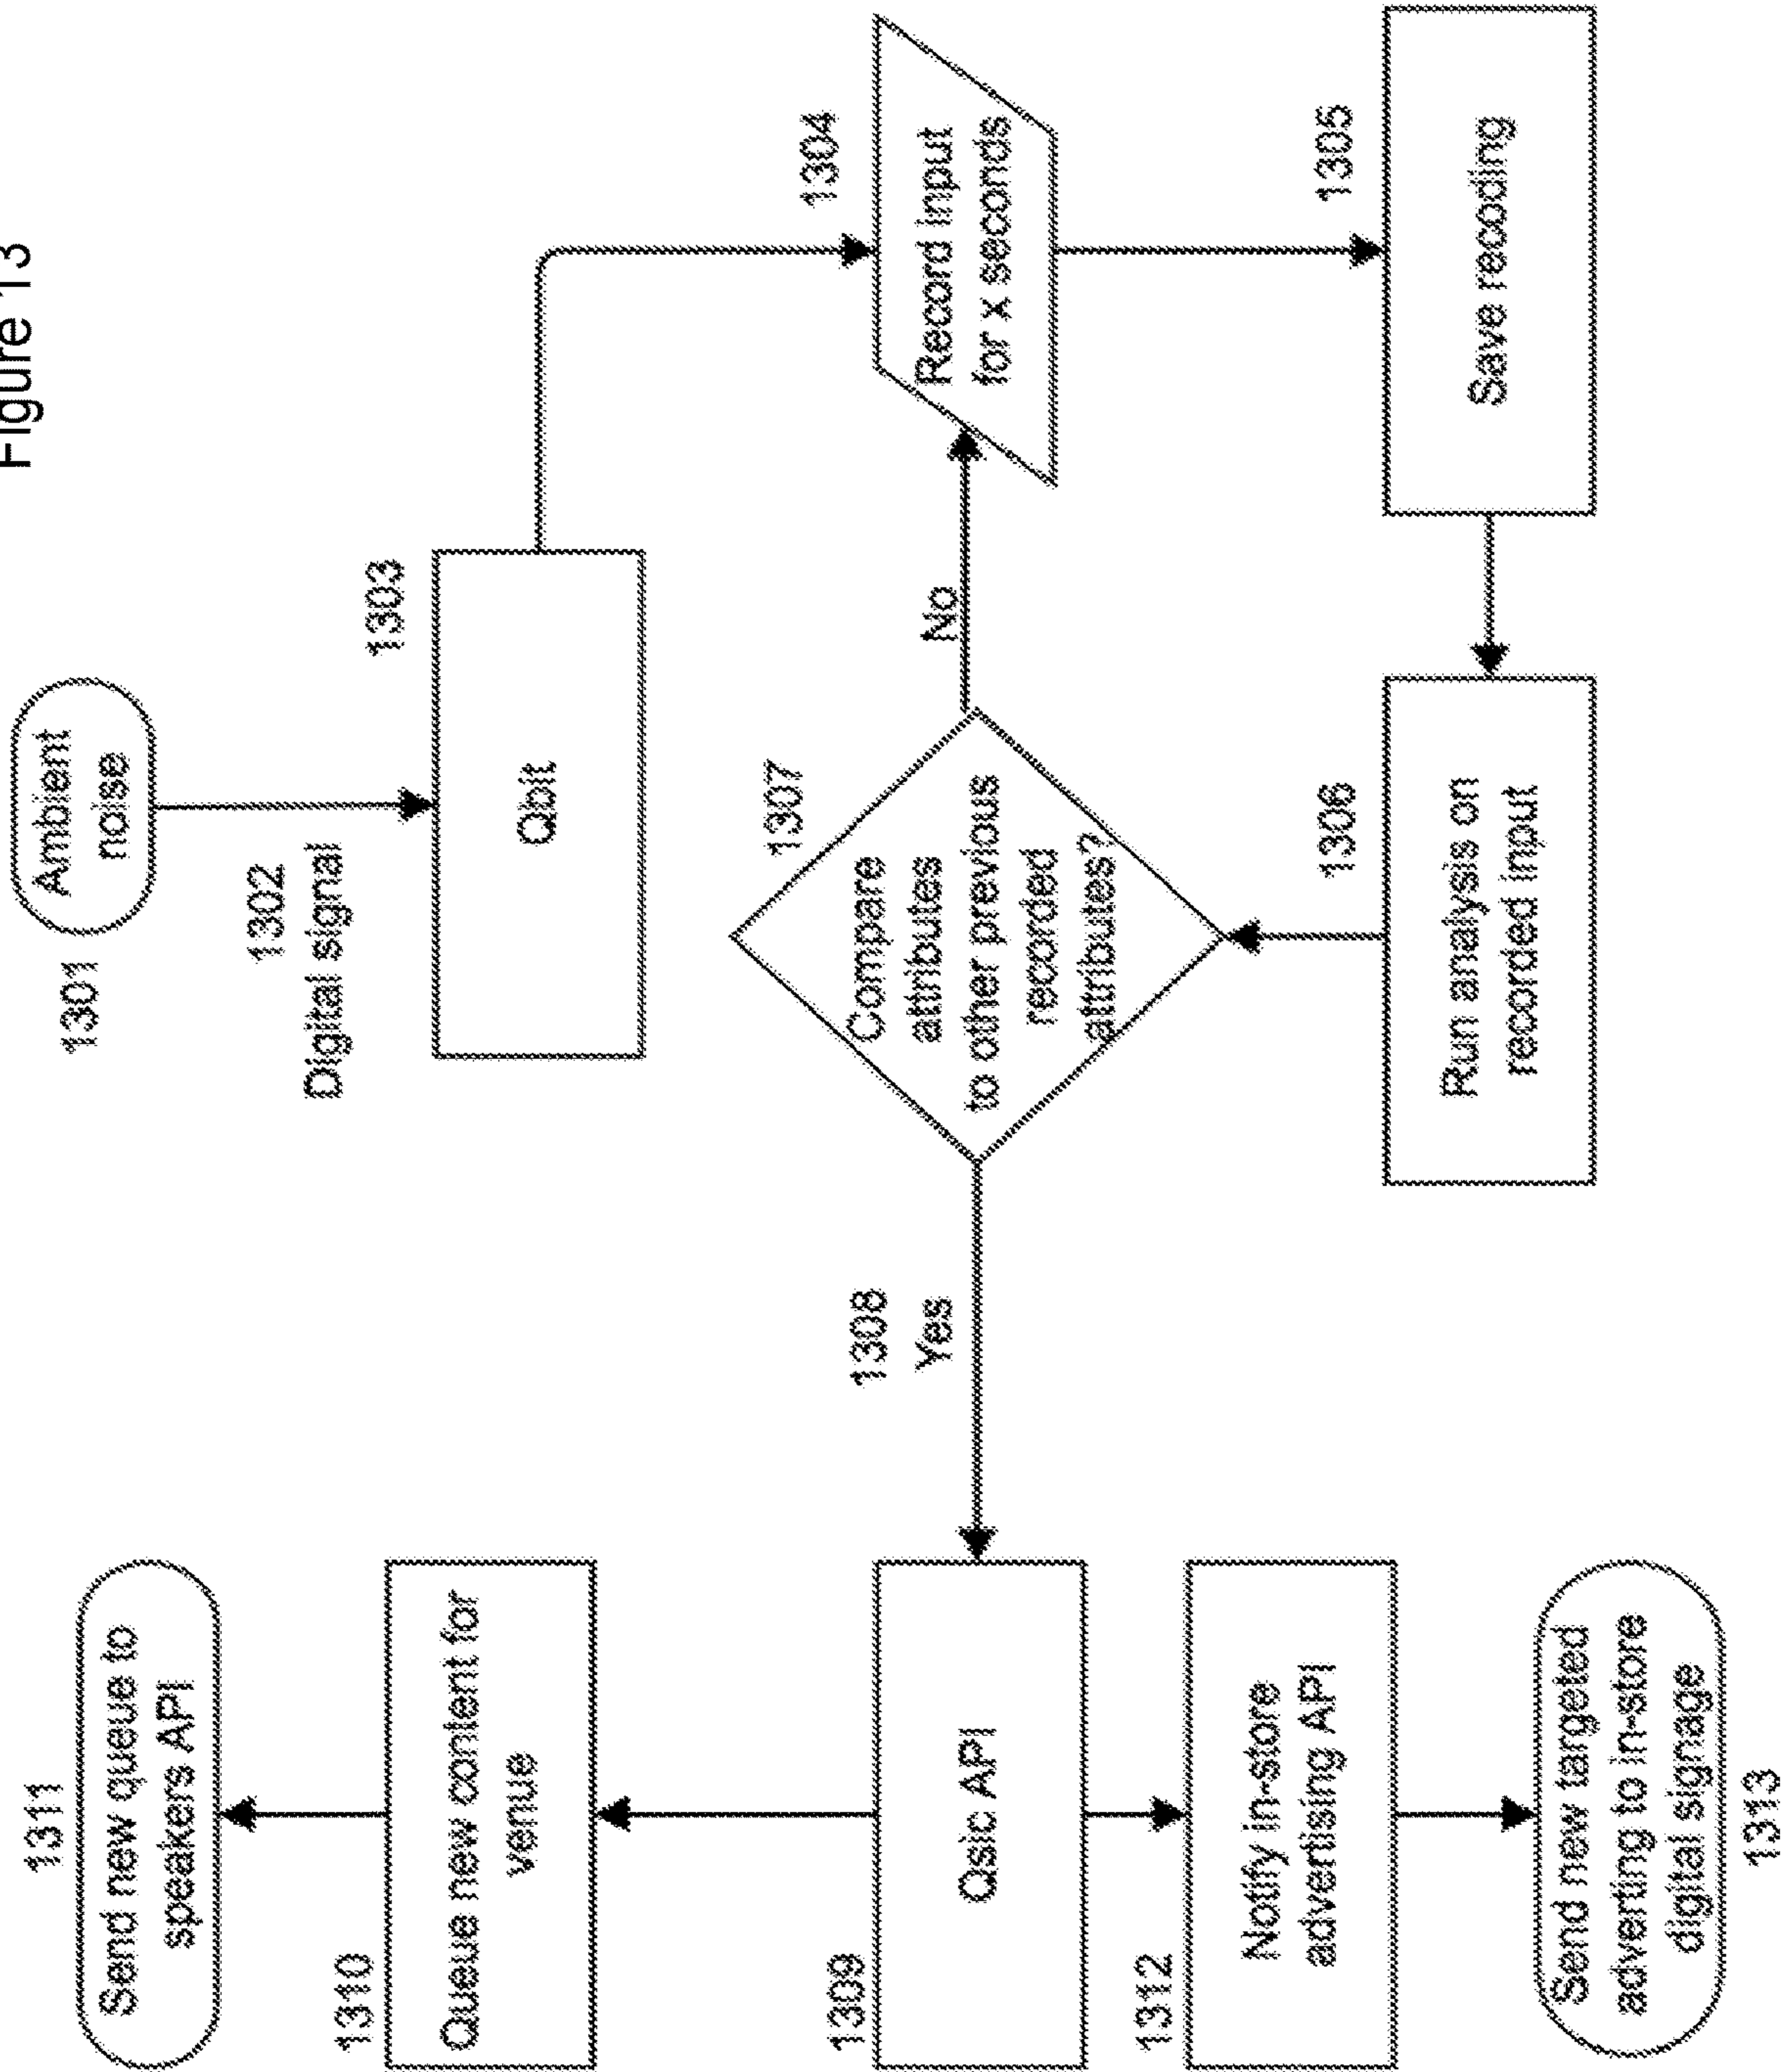 Figure 13
1301
Ambient
noise
1302
Digital signal
1303
Qbit
1304
Record input
for x seconds
1305
Save recoding
1306
Run analysis on
recorded input
1307
Compare
attributes
to other previous
recorded
attributes?
No
1308
Yes
1309
Qsic API
1310
Queue new content for
venue
1311
Send new queue to
speakers API
1312
Notify in-store
advertising API
Send new targeted
adverting to in-store
digital signage
1313